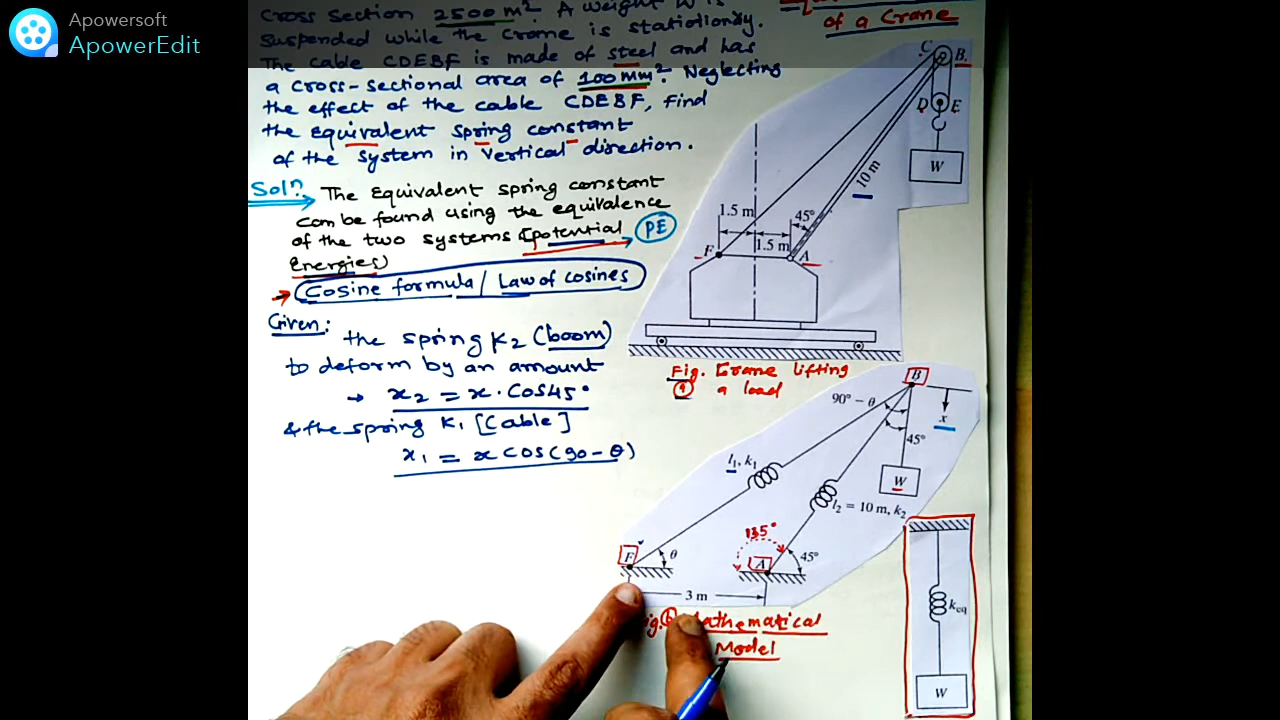 Apowersoft
ApowerEdit
Cross Section 2500 m². A weight W is
suspended while the crane is stationary.
The cable CDEBF is made of steel and has
a cross-sectional area of 100 mm². Neglecting
the effect of the cable CDEBF, find
the equivalent spring constant
of the system in vertical direction.
of a Crane
Solⁿ: The Equivalent spring constant
can be found using the equivalence
of the two systems (potential PE
Energies)
→ Cosine formula / Law of cosines
Given: the spring K₂ (boom)
to deform by an amount
→ x₂ = x . Cos45°
& the spring K₁ [Cable]
x₁ = x cos(90-θ)
C
B
D
E
W
10 m
1.5 m
45°
1.5 m
F
A
Fig. Crane lifting
a a load
B
90° − θ
x
45°
l₁, k₁
W
l₂ = 10 m, k₂
135°
F
θ
A
45°
3 m
Mathematical
Model
k_eq
W